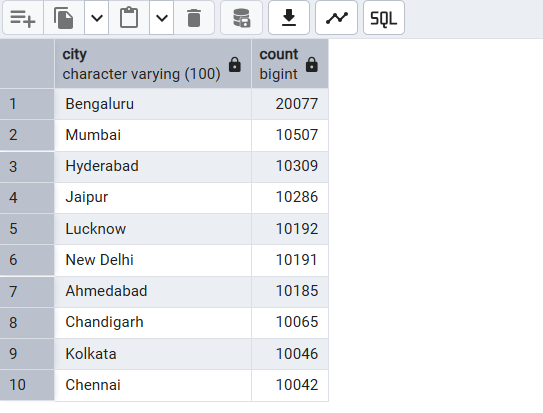 SQL
city count
character varying (100) bigint
1 Bengaluru 20077
2 Mumbai 10507
3 Hyderabad 10309
4 Jaipur 10286
5 Lucknow 10192
6 New Delhi 10191
7 Ahmedabad 10185
8 Chandigarh 10065
9 Kolkata 10046
10 Chennai 10042